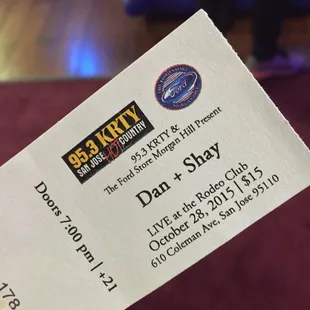 95.3 KRTY
SAN JOSE HOT COUNTRY
Ford
95.3 KRTY &
The Ford Store Morgan Hill Present
Dan + Shay
LIVE at the Rodeo Club
October 28, 2015 | $15
610 Coleman Ave, San Jose 95110
Doors 7:00 pm | +21
178